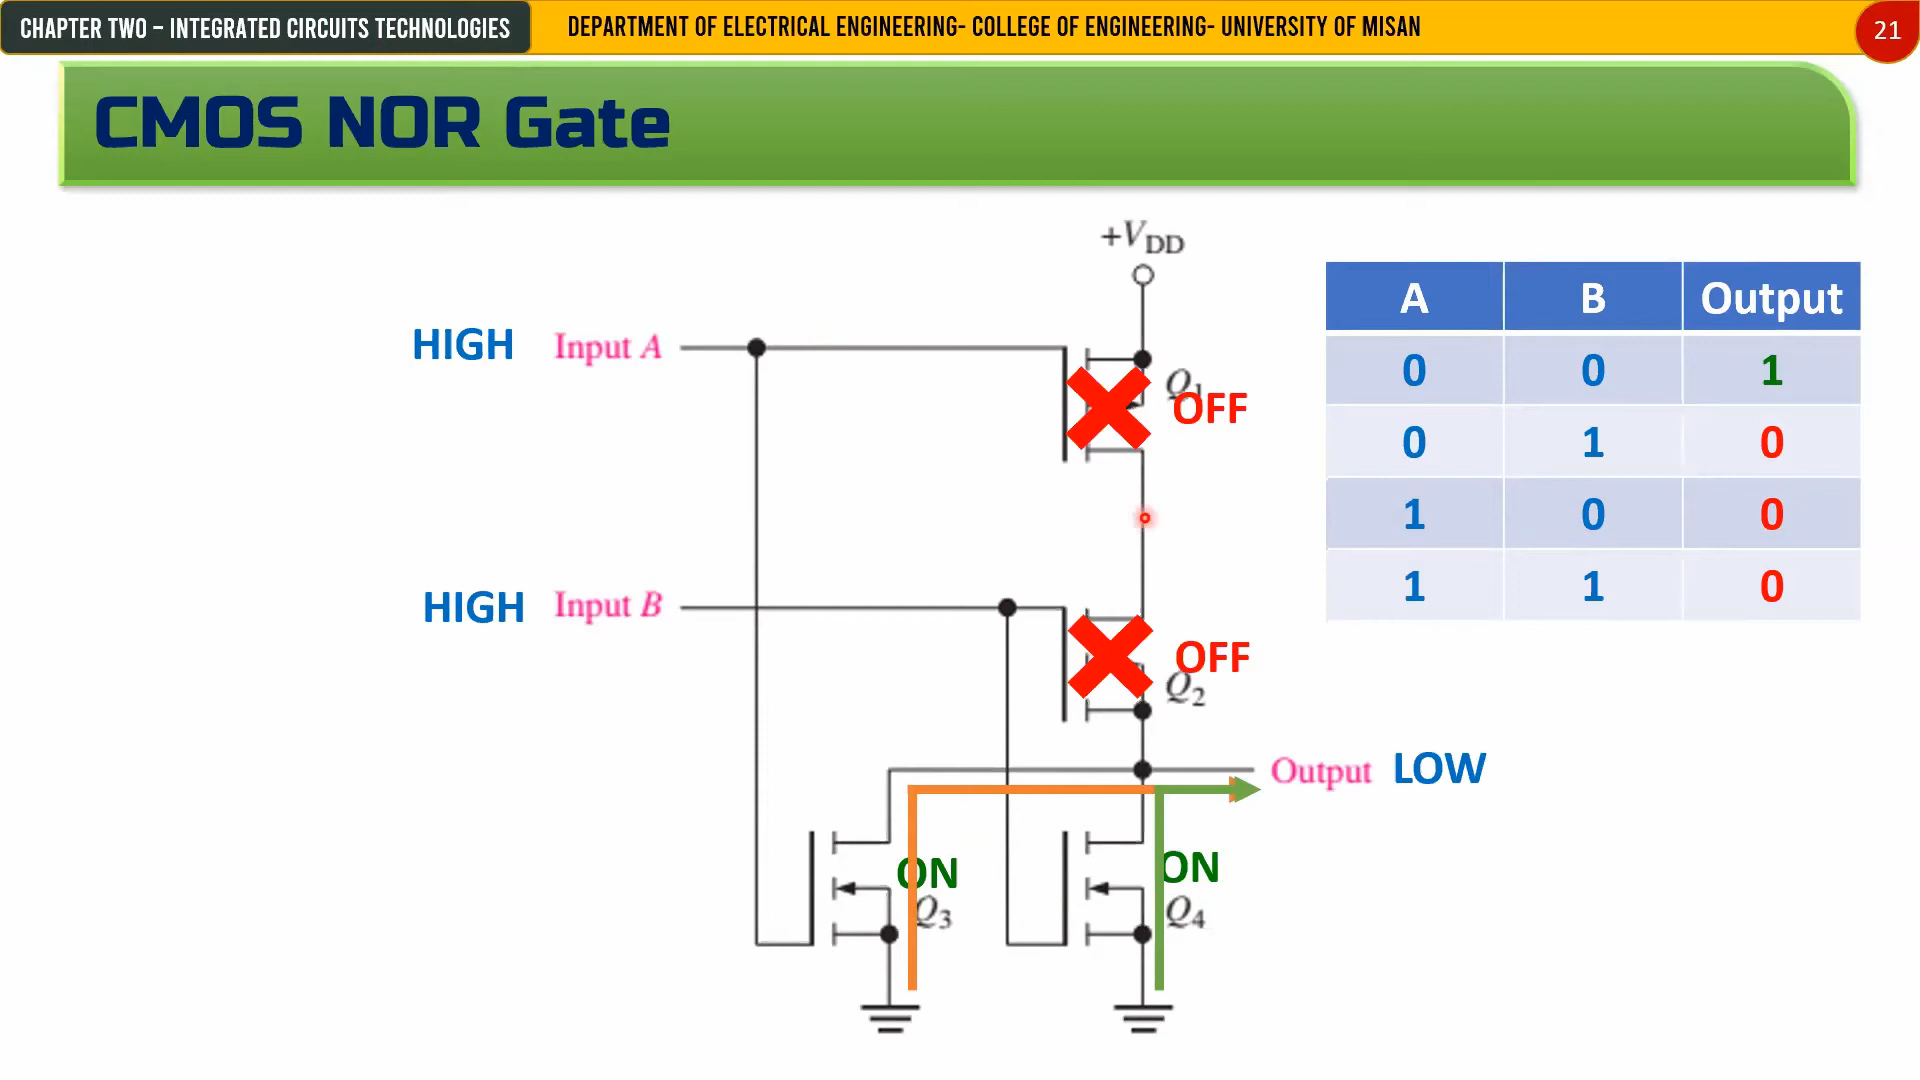 CHAPTER TWO – INTEGRATED CIRCUITS TECHNOLOGIES
DEPARTMENT OF ELECTRICAL ENGINEERING- COLLEGE OF ENGINEERING- UNIVERSITY OF MISAN
21
CMOS NOR Gate
+VDD
HIGH Input A
Q1
OFF
HIGH Input B
OFF
Q2
Output LOW
ON
Q3
ON
Q4
A B Output
0 0 1
0 1 0
1 0 0
1 1 0